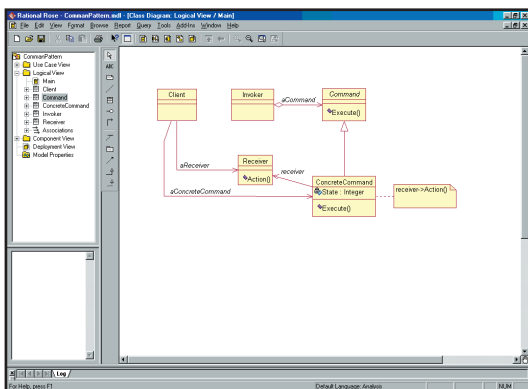 Rational Rose - CommanPattern.mdl - [Class Diagram: Logical View / Main]
File Edit View Format Browse Report Query Tools Add-Ins Window Help
CommanPattern
Use Case View
Logical View
Main
Client
Command
ConcreteCommand
Invoker
Receiver
Associations
Component View
Deployment View
Model Properties
ABC
Client
Invoker
aCommand
Command
Execute()
aReceiver
Receiver
Action()
receiver
aConcreteCommand
ConcreteCommand
State : Integer
Execute()
receiver->Action()
Log
For Help, press F1
Default Language: Analysis
NUM